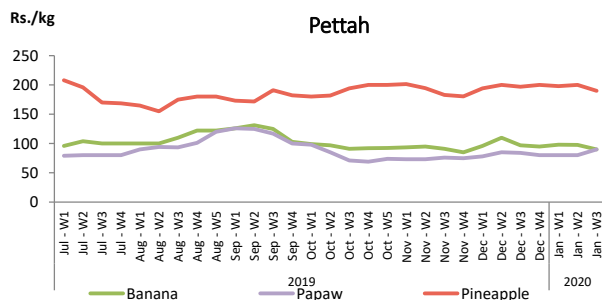 Rs./kg
Pettah
250
200
150
100
50
0
Jul - W1
Jul - W2
Jul - W3
Jul - W4
Aug - W1
Aug - W2
Aug - W3
Aug - W4
Aug - W5
Sep - W1
Sep - W2
Sep - W3
Sep - W4
Oct - W1
Oct - W2
Oct - W3
Oct - W4
Oct - W5
Nov - W1
Nov - W2
Nov - W3
Nov - W4
Dec - W1
Dec - W2
Dec - W3
Dec - W4
Jan - W1
Jan - W2
Jan - W3
2019 2020
Banana Papaw Pineapple